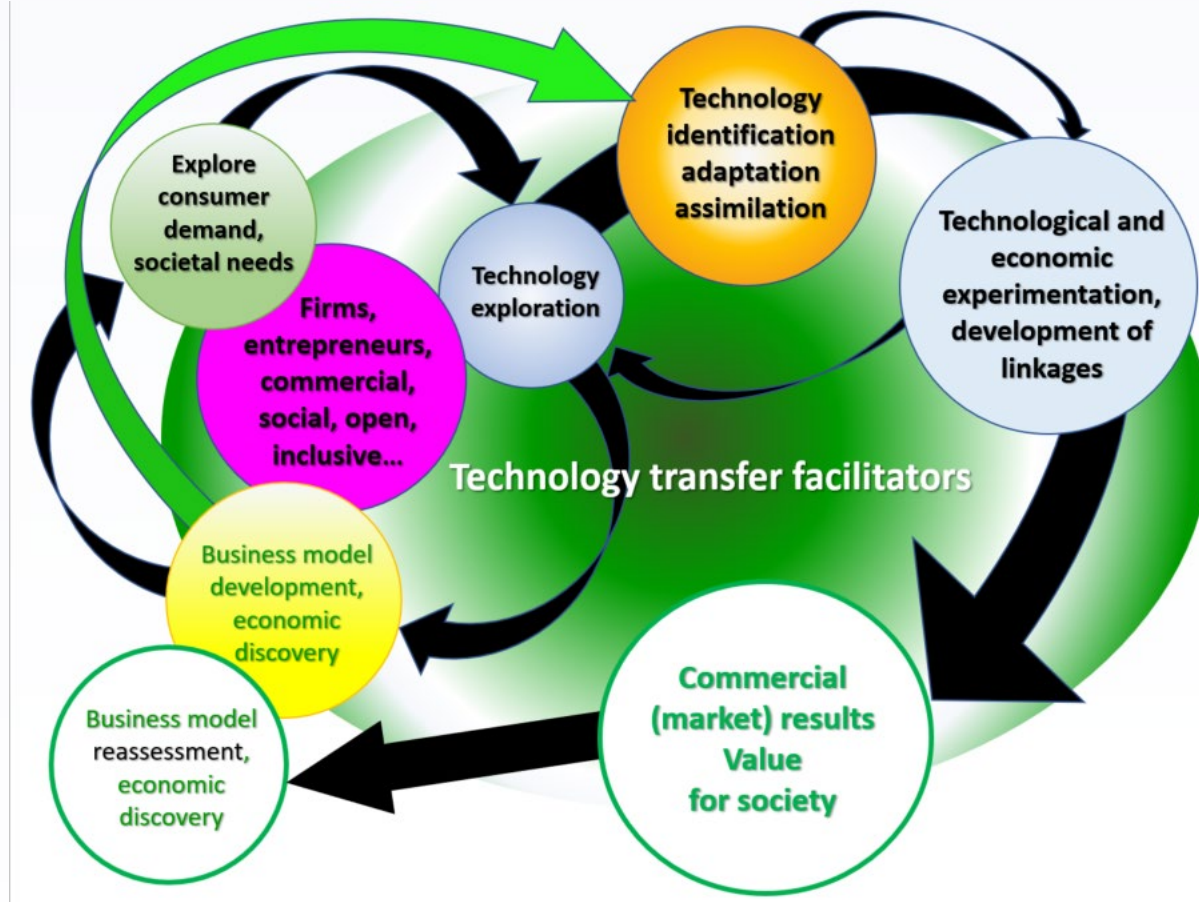 Technology
identification
adaptation
assimilation
Explore
consumer
demand,
societal needs
Technological and
economic
experimentation,
development of
linkages
Technology
exploration
Firms,
entrepreneurs,
commercial,
social, open,
inclusive...
Technology transfer facilitators
Business model
development,
economic
discovery
Commercial
(market) results
Value
for society
Business model
reassessment,
economic
discovery